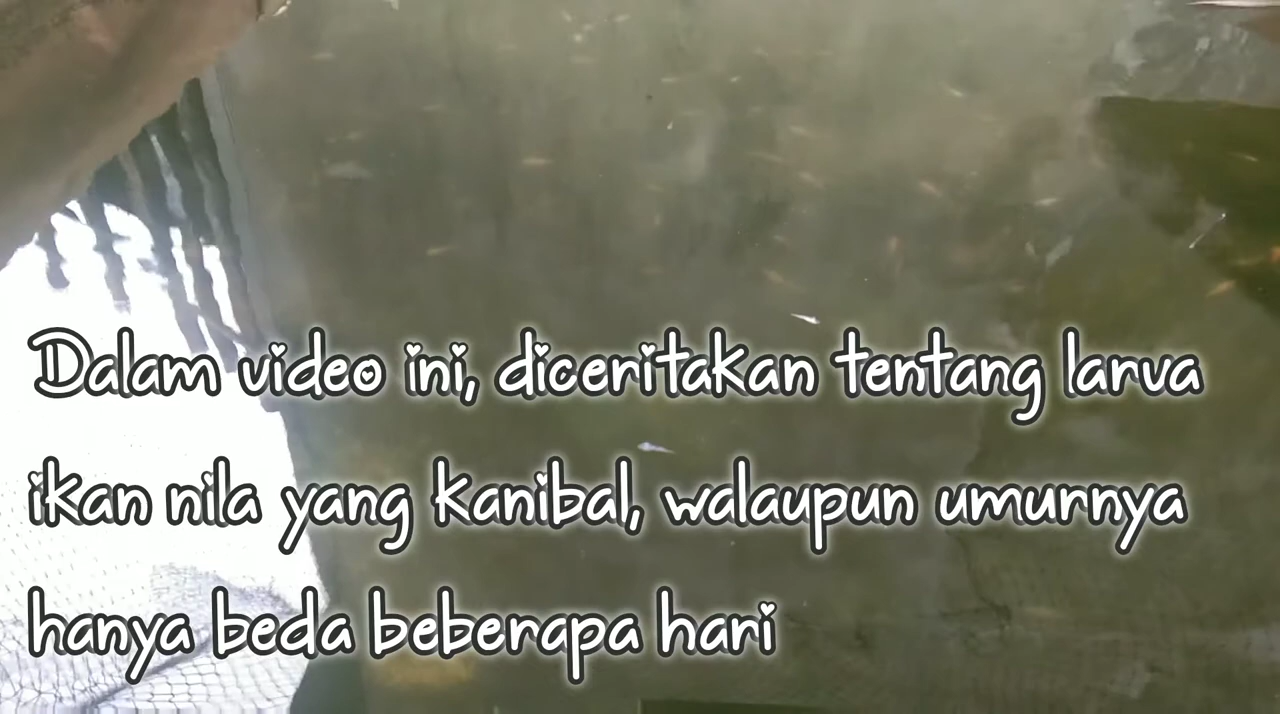 Dalam video ini, diceritakan tentang larva
ikan nila yang kanibal, walaupun umurnya
hanya beda beberapa hari